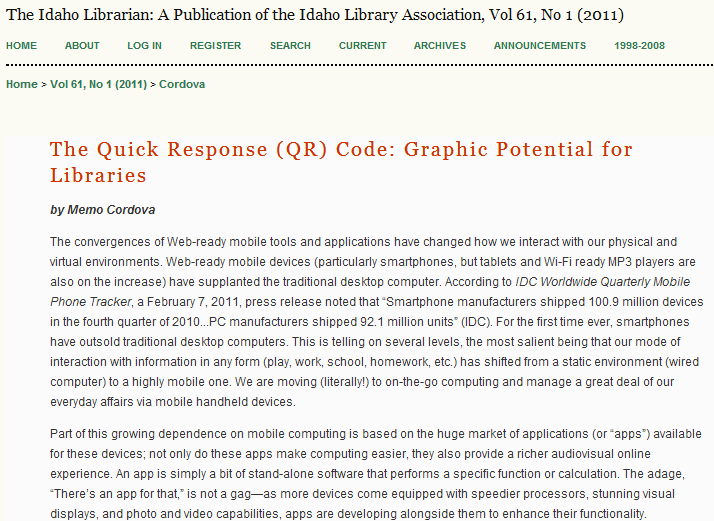 The Idaho Librarian: A Publication of the Idaho Library Association, Vol 61, No 1 (2011)
HOME ABOUT LOG IN REGISTER SEARCH CURRENT ARCHIVES ANNOUNCEMENTS 1998-2008
Home > Vol 61, No 1 (2011) > Cordova
The Quick Response (QR) Code: Graphic Potential for
Libraries
by Memo Cordova
The convergences of Web-ready mobile tools and applications have changed how we interact with our physical and
virtual environments. Web-ready mobile devices (particularly smartphones, but tablets and Wi-Fi ready MP3 players are
also on the increase) have supplanted the traditional desktop computer. According to IDC Worldwide Quarterly Mobile
Phone Tracker, a February 7, 2011, press release noted that “Smartphone manufacturers shipped 100.9 million devices
in the fourth quarter of 2010...PC manufacturers shipped 92.1 million units” (IDC). For the first time ever, smartphones
have outsold traditional desktop computers. This is telling on several levels, the most salient being that our mode of
interaction with information in any form (play, work, school, homework, etc.) has shifted from a static environment (wired
computer) to a highly mobile one. We are moving (literally!) to on-the-go computing and manage a great deal of our
everyday affairs via mobile handheld devices.
Part of this growing dependence on mobile computing is based on the huge market of applications (or “apps”) available
for these devices; not only do these apps make computing easier, they also provide a richer audiovisual online
experience. An app is simply a bit of stand-alone software that performs a specific function or calculation. The adage,
“There’s an app for that,” is not a gag—as more devices come equipped with speedier processors, stunning visual
displays, and photo and video capabilities, apps are developing alongside them to enhance their functionality.